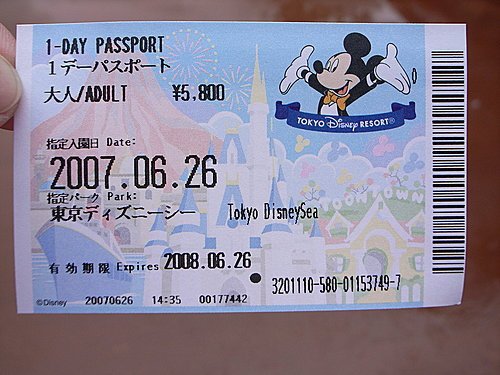 1-DAY PASSPORT
1デーパスポート
大人/ADULT ¥5,800
TOKYO Disney RESORT®
指定入園日 Date:
2007.06.26
指定パーク Park:
東京ディズニーシー Tokyo DisneySea
TOONTOWN
有効期限 Expires 2008.06.26
3201110-580-01153749-7
©Disney 20070626 14:35 00177442